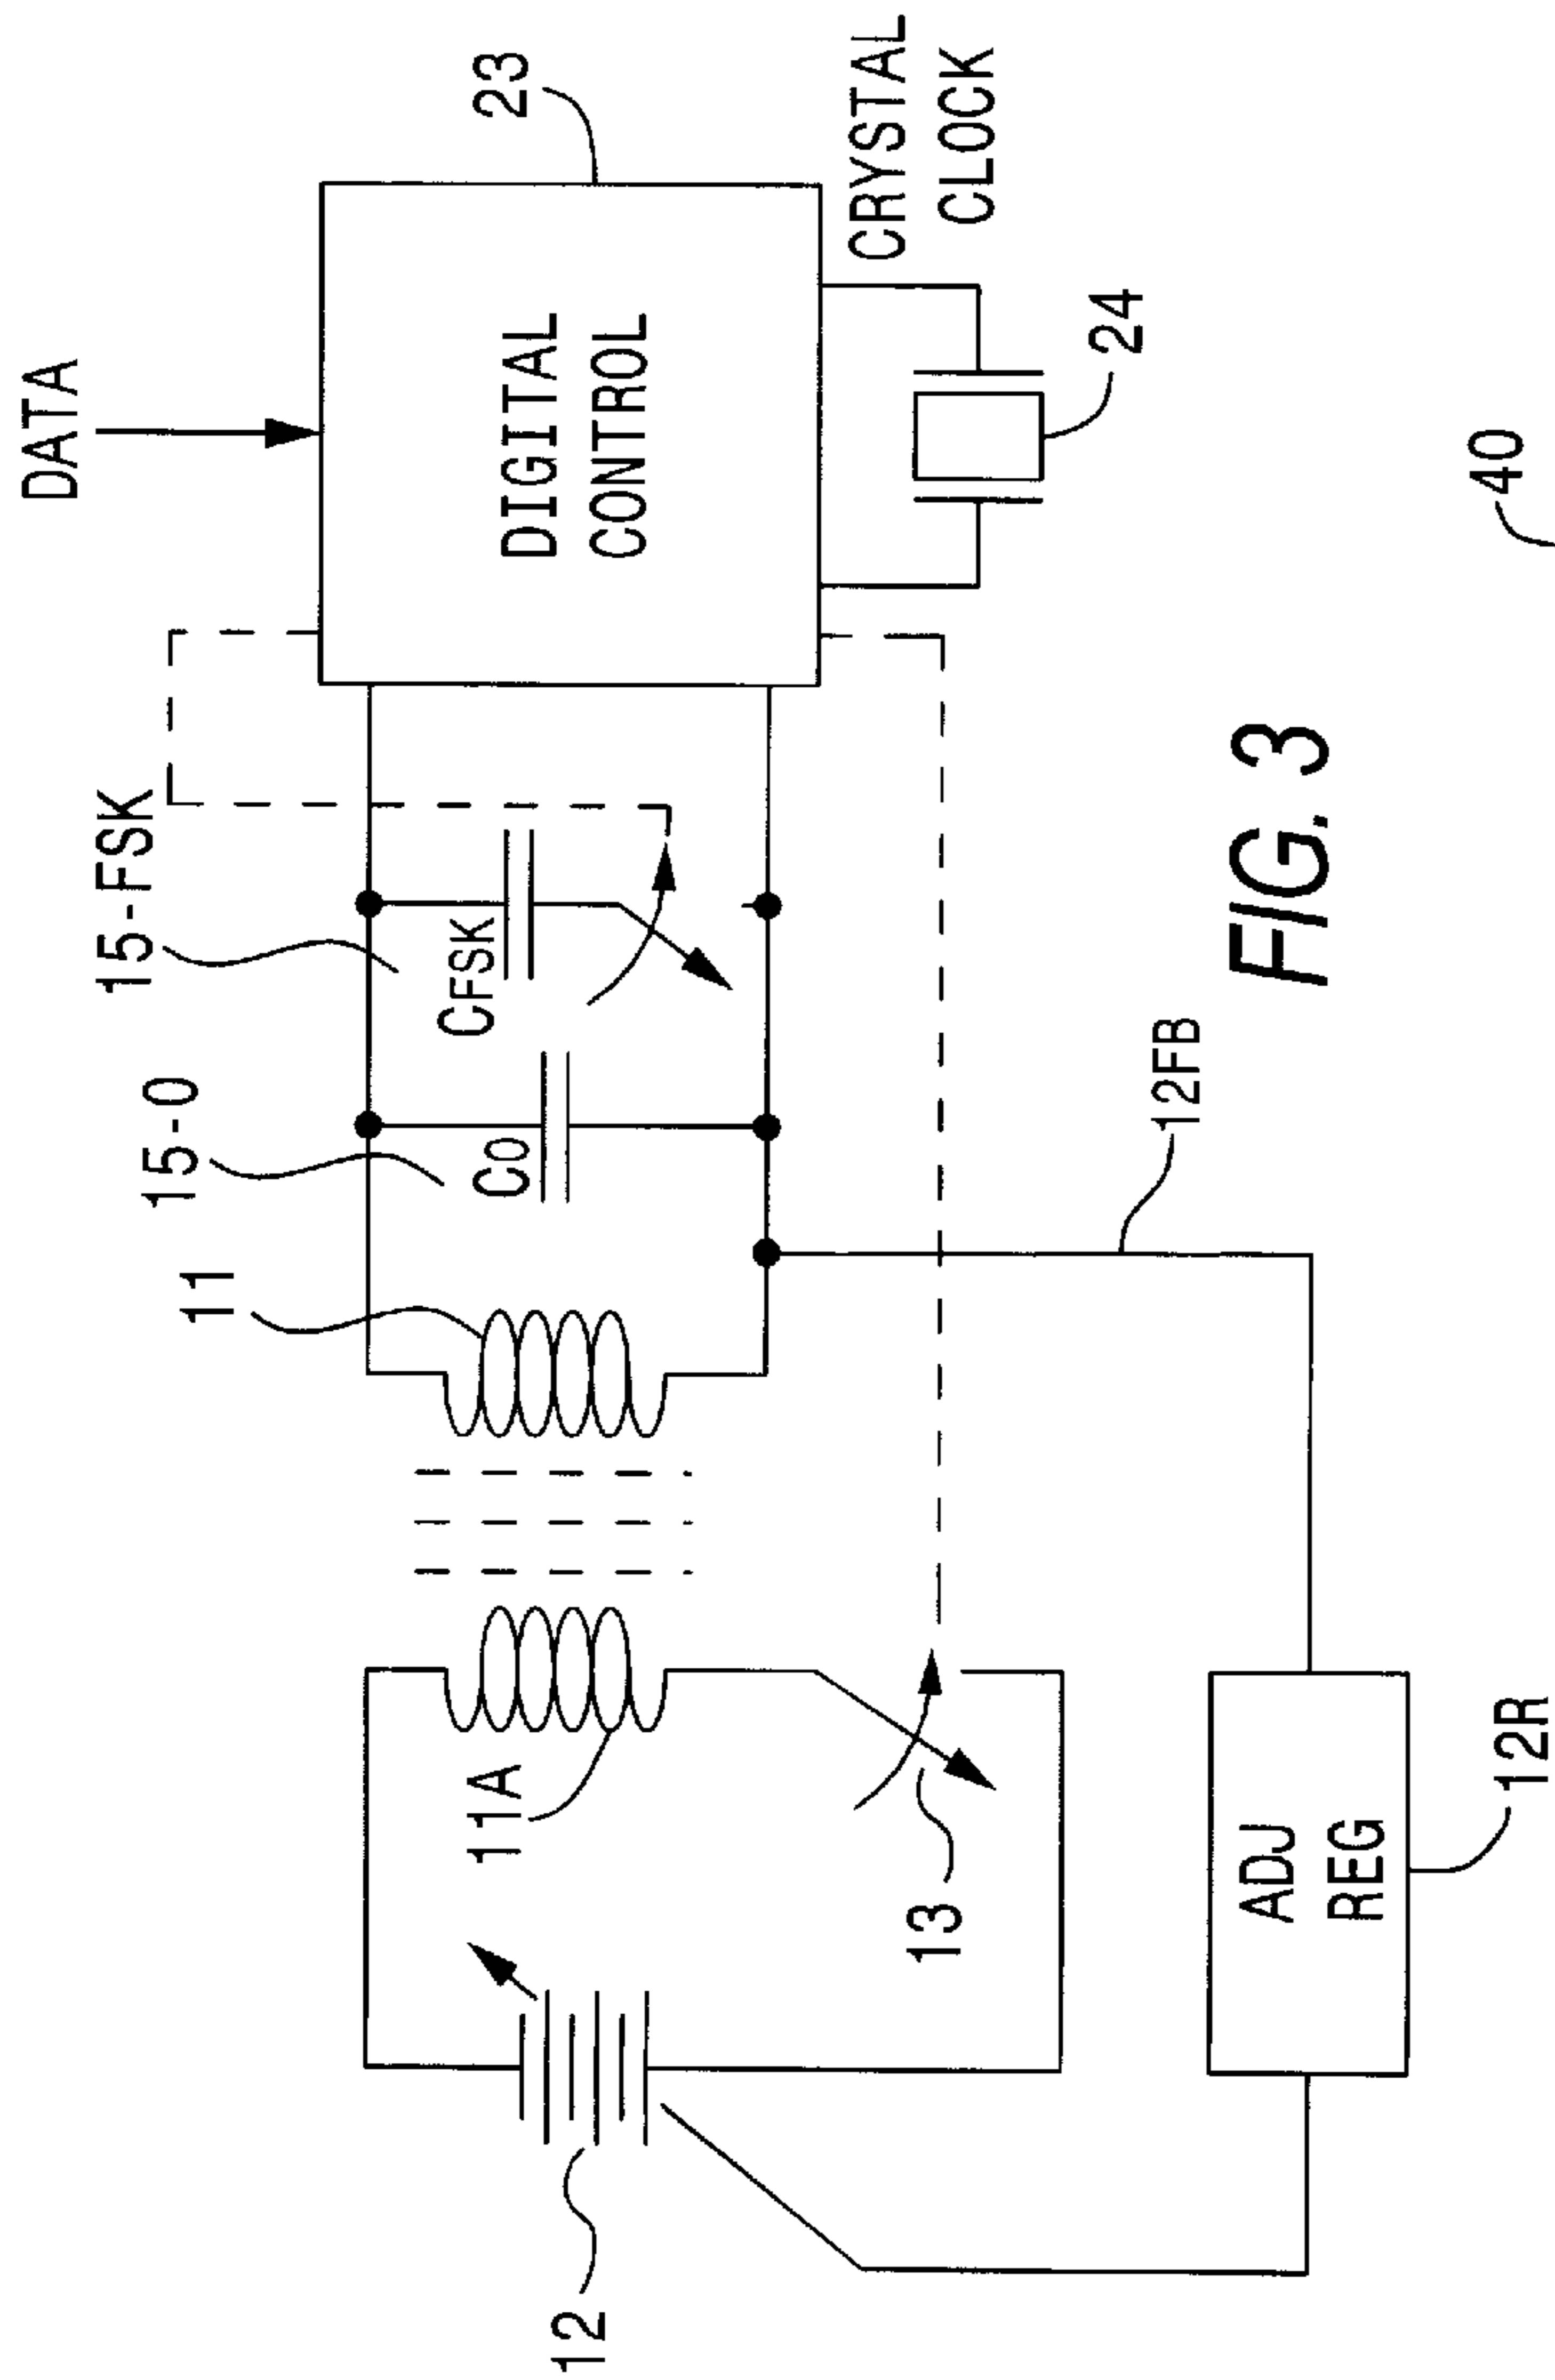 DATA
23
15-FSK
DIGITAL
CONTROL
CRYSTAL
CLOCK
15-0
CFSK
11
CO
24
11A
12FB
13
12
ADJ
REG
12R
FIG. 3
40